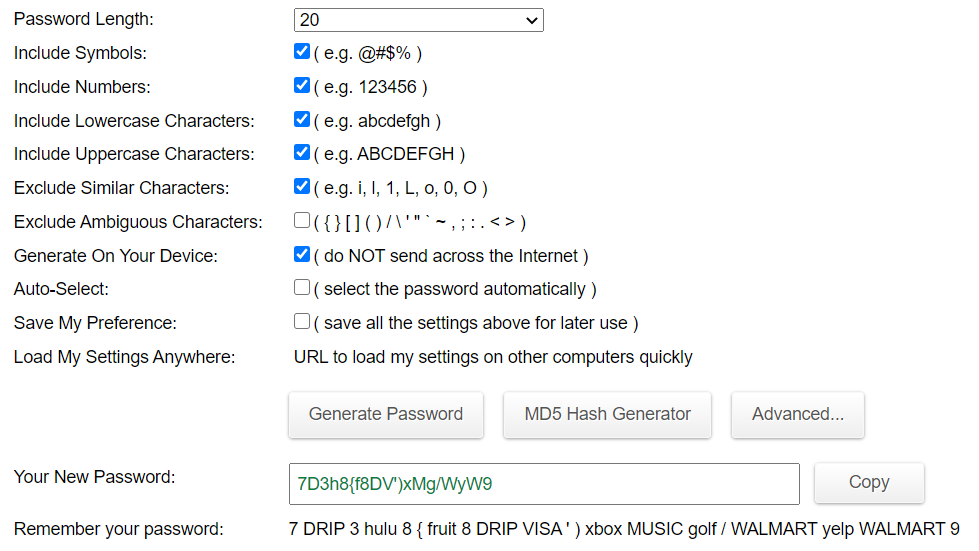 Password Length: 20
Include Symbols: ( e.g. @#$% )
Include Numbers: ( e.g. 123456 )
Include Lowercase Characters: ( e.g. abcdefgh )
Include Uppercase Characters: ( e.g. ABCDEFGH )
Exclude Similar Characters: ( e.g. i, l, 1, L, o, 0, O )
Exclude Ambiguous Characters: ( { } [ ] ( ) / \ ' " ` ~ , ; : . < > )
Generate On Your Device: ( do NOT send across the Internet )
Auto-Select: ( select the password automatically )
Save My Preference: ( save all the settings above for later use )
Load My Settings Anywhere: URL to load my settings on other computers quickly
Generate Password MD5 Hash Generator Advanced...
Your New Password: 7D3h8{f8DV')xMg/WyW9 Copy
Remember your password: 7 DRIP 3 hulu 8 { fruit 8 DRIP VISA ' ) xbox MUSIC golf / WALMART yelp WALMART 9